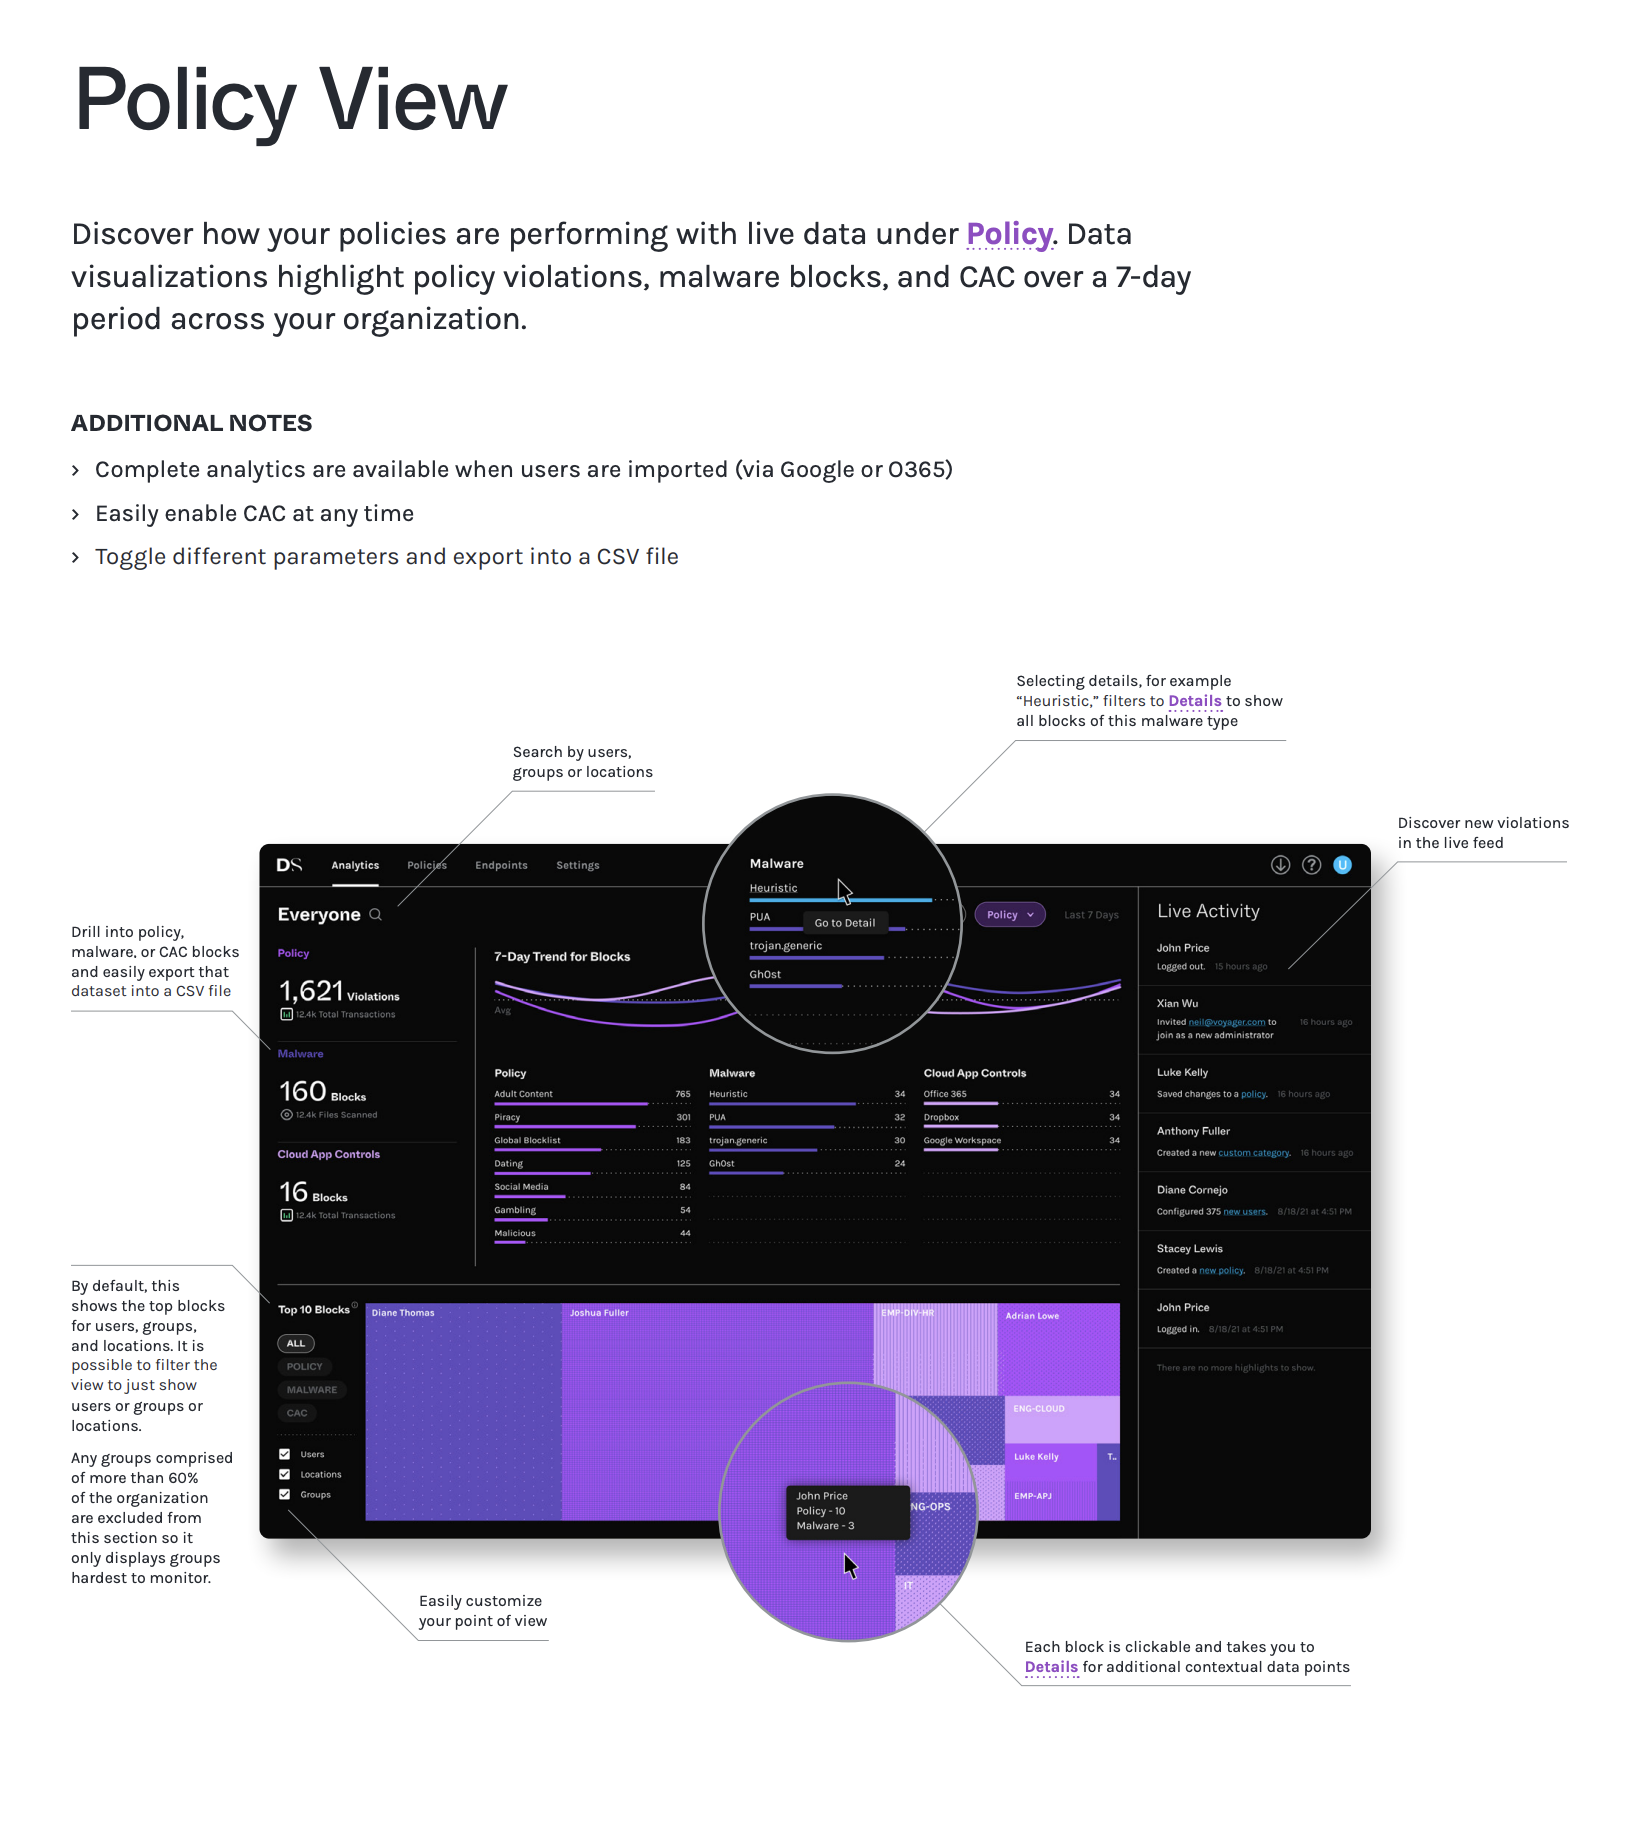 Policy View
Discover how your policies are performing with live data under Policy. Data
visualizations highlight policy violations, malware blocks, and CAC over a 7-day
period across your organization.
ADDITIONAL NOTES
› Complete analytics are available when users are imported (via Google or O365)
› Easily enable CAC at any time
› Toggle different parameters and export into a CSV file
Selecting details, for example
“Heuristic,” filters to Details to show
all blocks of this malware type
Search by users,
groups or locations
Discover new violations
in the live feed
Drill into policy,
malware, or CAC blocks
and easily export that
dataset into a CSV file
By default, this
shows the top blocks
for users, groups,
and locations. It is
possible to filter the
view to just show
users or groups or
locations.
Any groups comprised
of more than 60%
of the organization
are excluded from
this section so it
only displays groups
hardest to monitor.
DS Analytics Policies Endpoints Settings
U
Everyone
Policy
Last 7 Days
Policy
1,621 Violations
12.4k Total Transactions
Malware
160 Blocks
12.4k Files Scanned
Cloud App Controls
16 Blocks
12.4k Total Transactions
7-Day Trend for Blocks
Avg
Malware
Heuristic
PUA
Go to Detail
trojan.generic
Gh0st
Policy
Adult Content 765
Piracy 301
Global Blocklist 183
Dating 125
Social Media 84
Gambling 54
Malicious 44
Malware
Heuristic 34
PUA 32
trojan.generic 30
Gh0st 24
Cloud App Controls
Office 365 34
Dropbox 34
Google Workspace 34
Live Activity
John Price
Logged out. 15 hours ago
Xian Wu
Invited neil@voyager.com to 16 hours ago
join as a new administrator
Luke Kelly
Saved changes to a policy. 16 hours ago
Anthony Fuller
Created a new custom category. 16 hours ago
Diane Cornejo
Configured 375 new users. 8/18/21 at 4:51 PM
Stacey Lewis
Created a new policy. 8/18/21 at 4:51 PM
John Price
Logged in. 8/18/21 at 4:51 PM
There are no more highlights to show.
Top 10 Blocks
ALL
POLICY
MALWARE
CAC
Users
Locations
Groups
Diane Thomas
Joshua Fuller
EMP-DIV-HR
Adrian Lowe
ENG-CLOUD
Luke Kelly
T..
EMP-APJ
NG-OPS
IT
John Price
Policy - 10
Malware - 3
Easily customize
your point of view
Each block is clickable and takes you to
Details for additional contextual data points